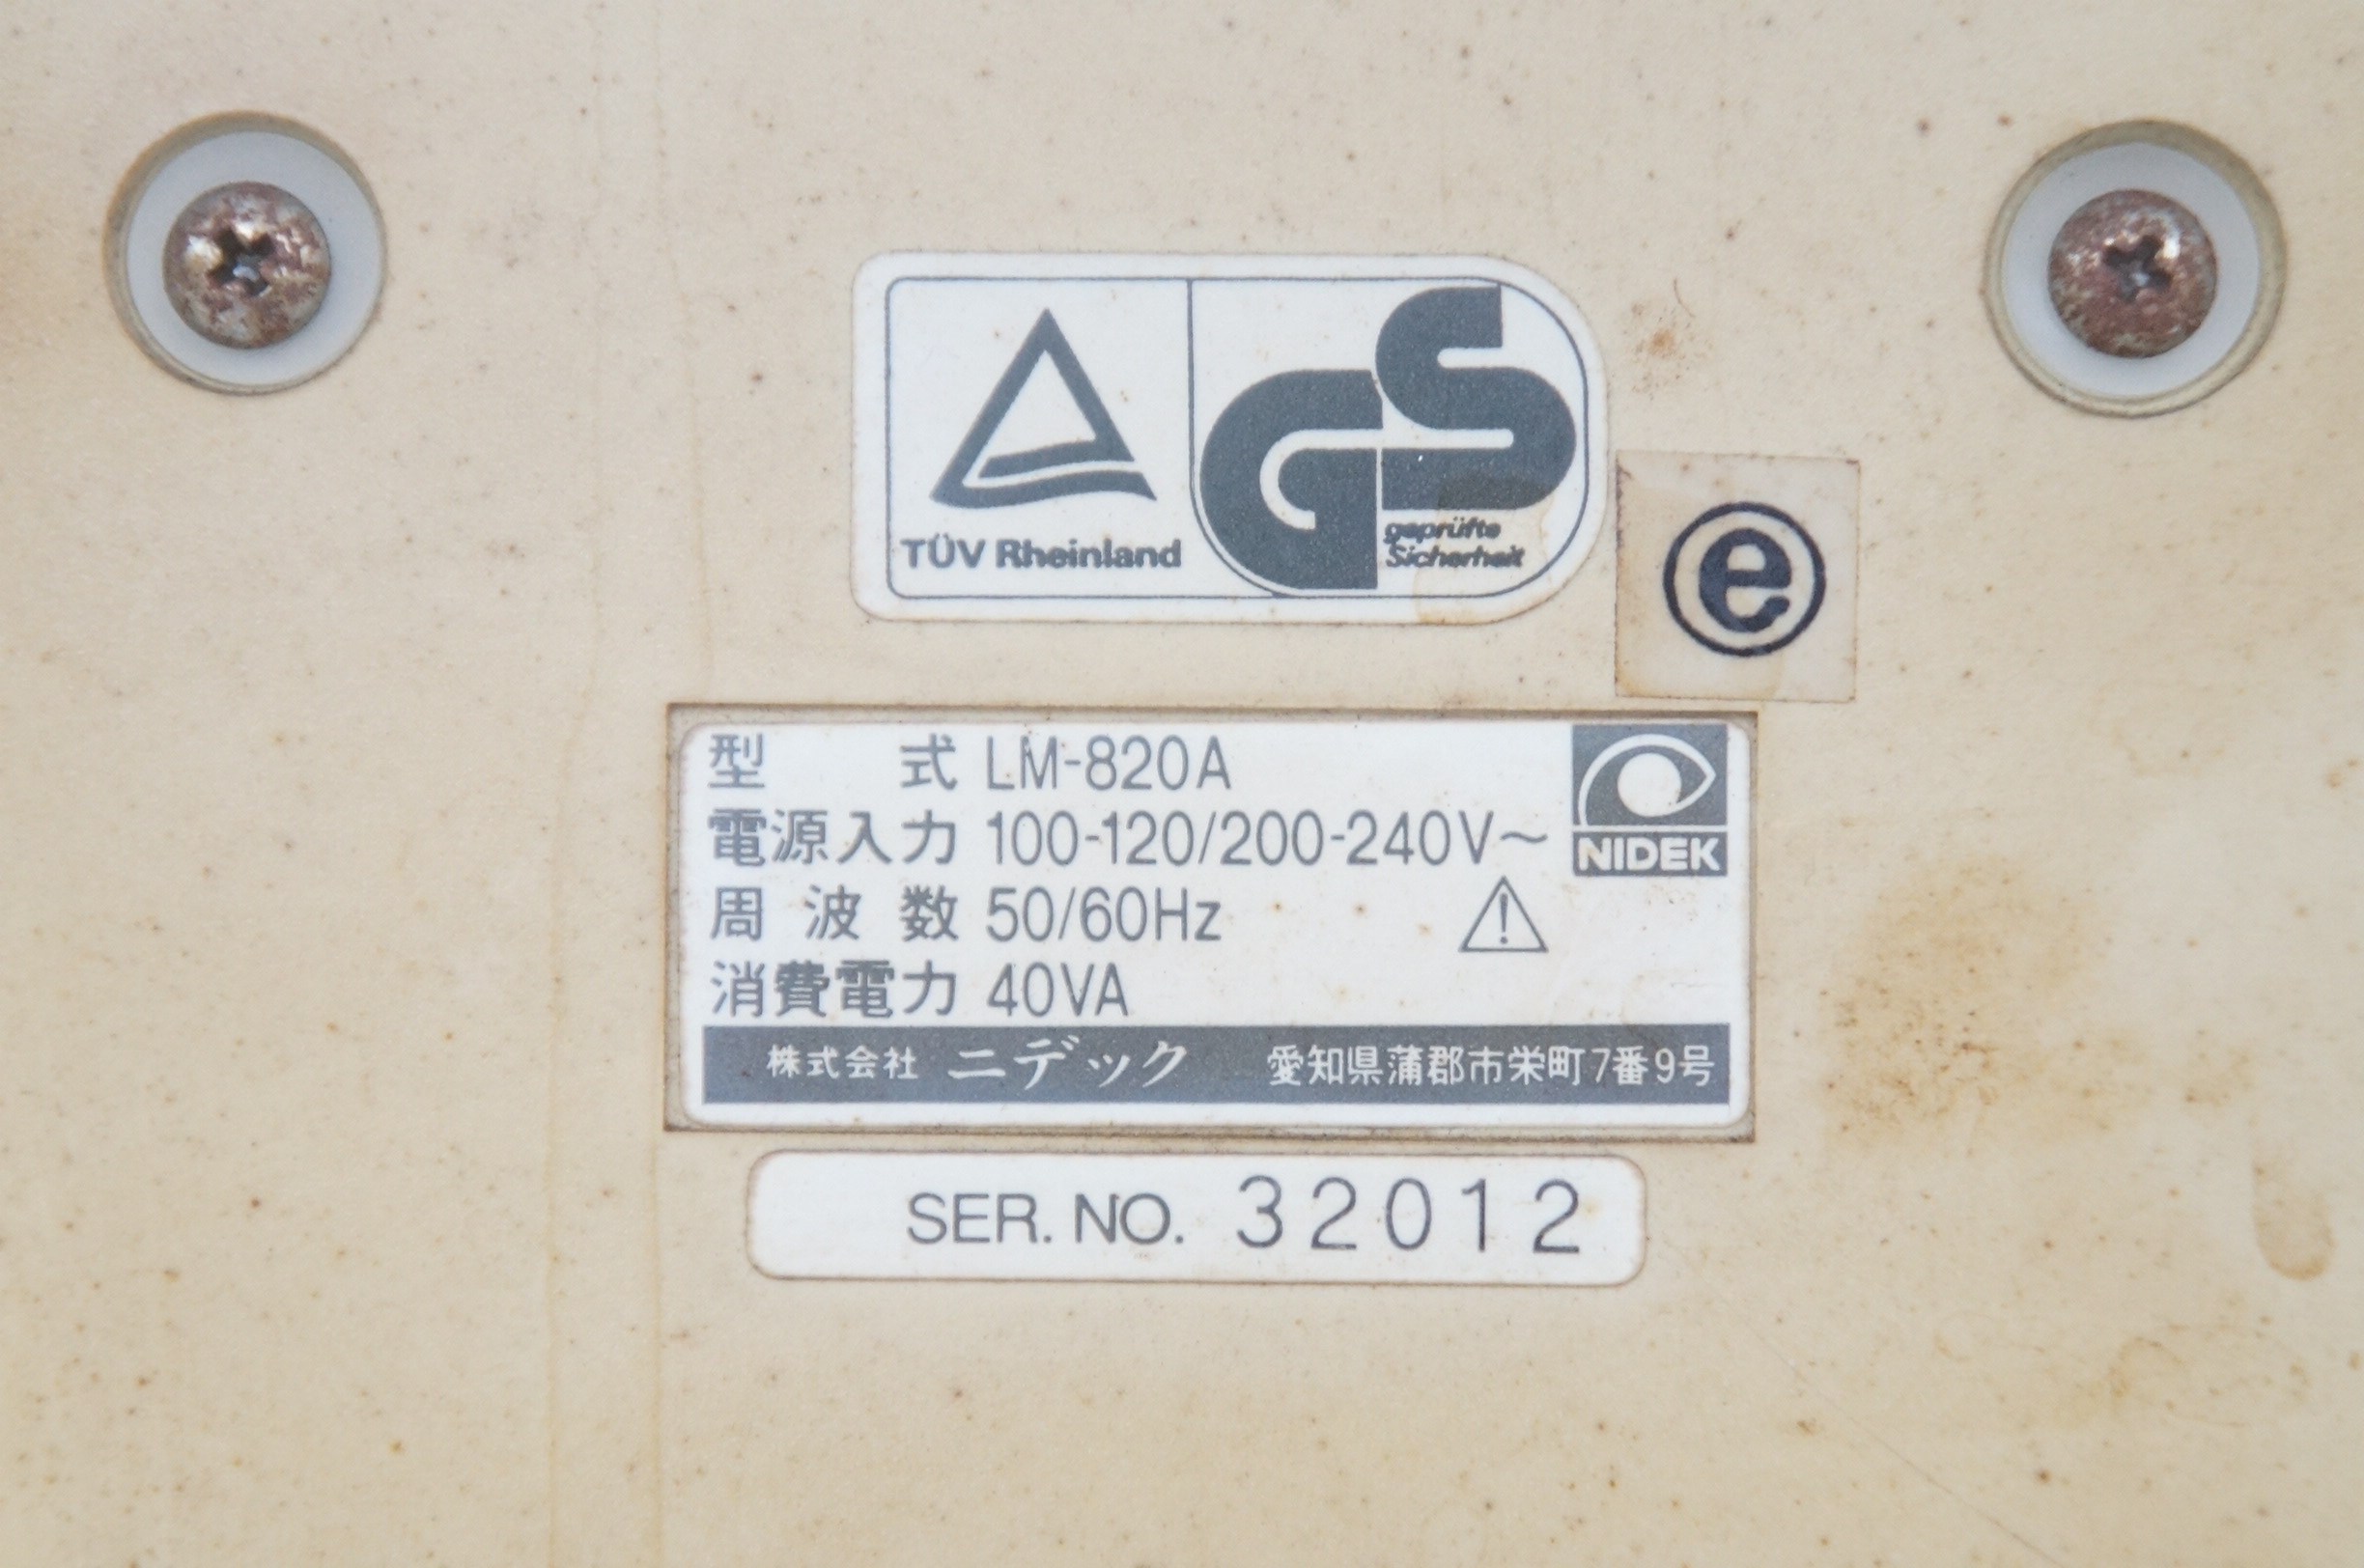 TÜV Rheinland
GS
geprüfte
Sicherheit
e
型 式 LM-820A
電源入力 100-120/200-240V~
NIDEK
周波数 50/60Hz
消費電力 40VA
株式会社 ニデック 愛知県蒲郡市栄町7番9号
SER. NO. 32012